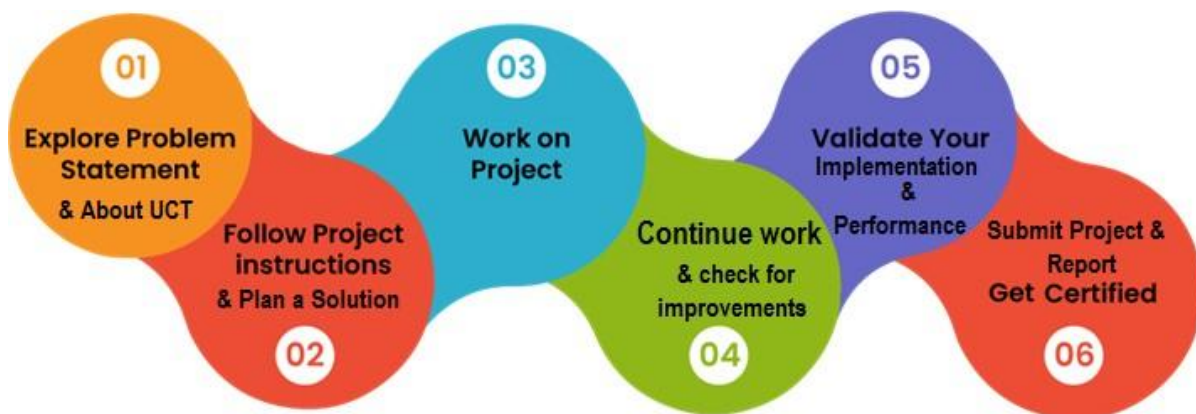 01
Explore Problem
Statement
& About UCT
Follow Project
instructions
& Plan a Solution
02
03
Work on
Project
Continue work
& check for
improvements
04
05
Validate Your
Implementation
&
Performance
Submit Project &
Report
Get Certified
06